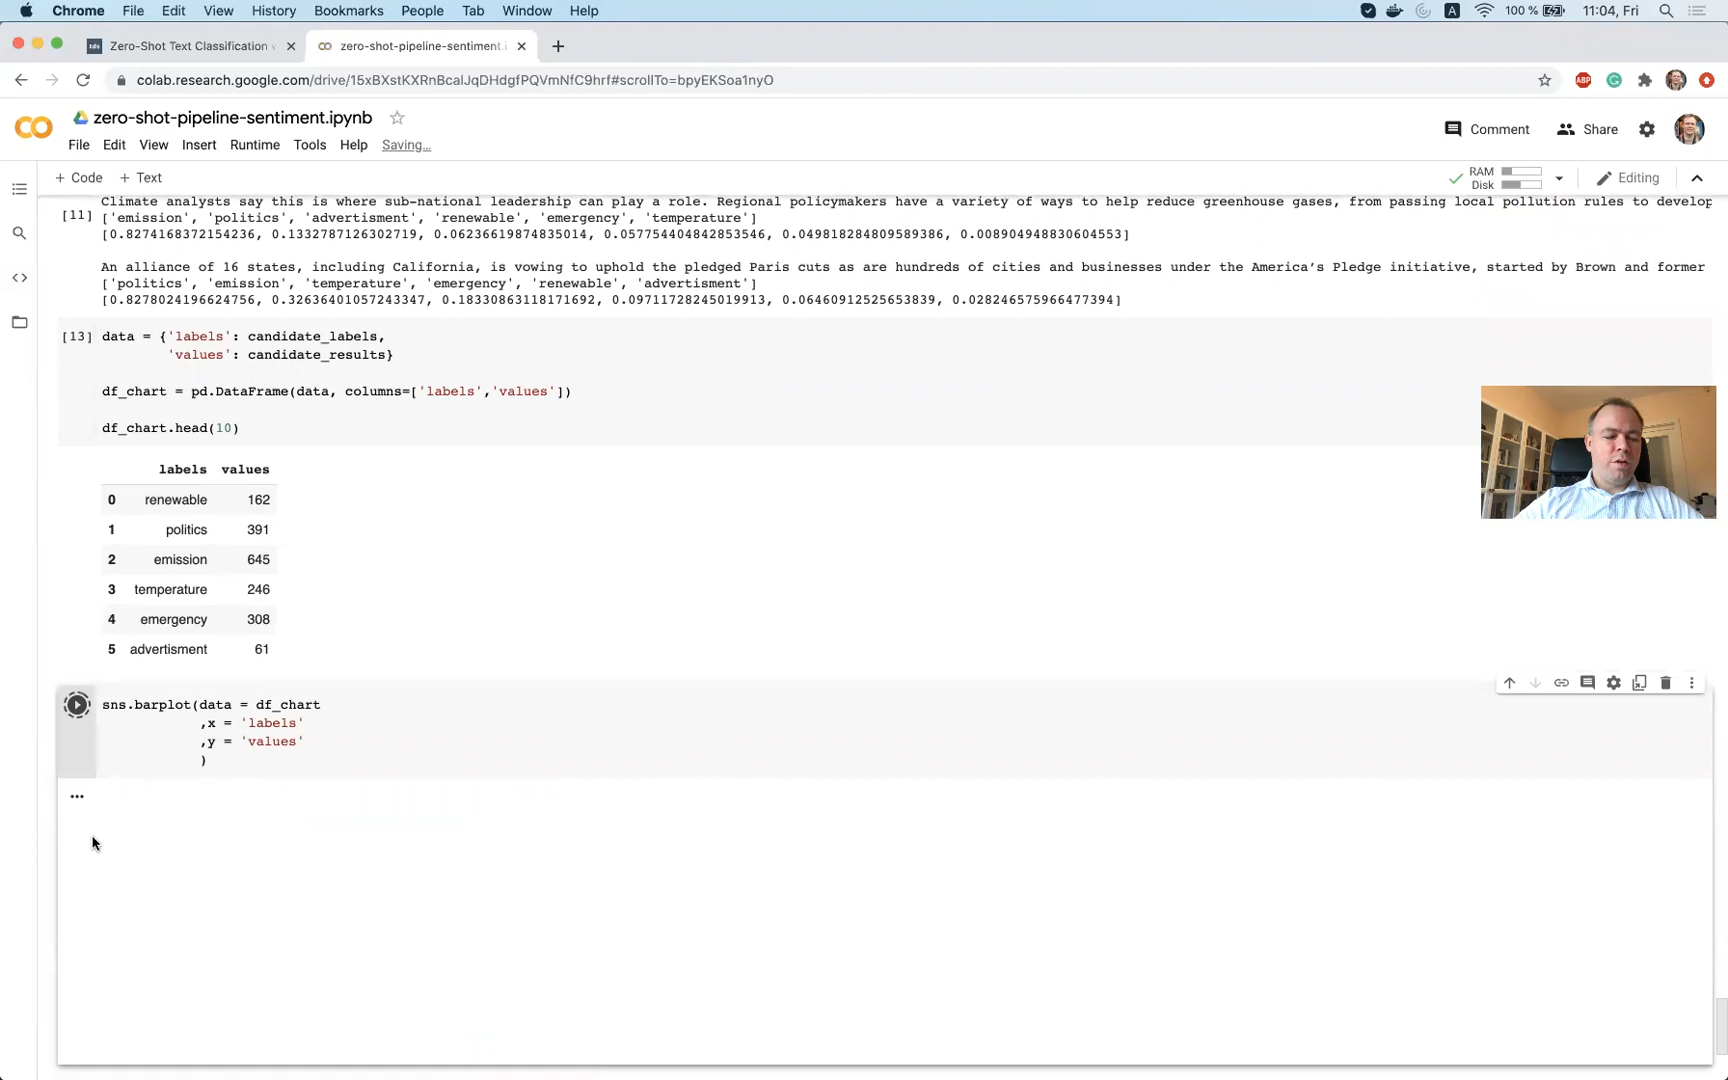 Chrome File Edit View History Bookmarks People Tab Window Help A 100 % 11:04, Fri
tds Zero-Shot Text Classification zero-shot-pipeline-sentiment.i
colab.research.google.com/drive/15xBXstKXRnBcalJqDHdgfPQVmNfC9hrf#scrollTo=bpyEKSoa1nyO ABP
CO zero-shot-pipeline-sentiment.ipynb
Comment Share
File Edit View Insert Runtime Tools Help Saving...
+ Code + Text RAM Disk Editing
Climate analysts say this is where sub-national leadership can play a role. Regional policymakers have a variety of ways to help reduce greenhouse gases, from passing local pollution rules to develop
[11] ['emission', 'politics', 'advertisment', 'renewable', 'emergency', 'temperature']
[0.8274168372154236, 0.1332787126302719, 0.06236619874835014, 0.057754404842853546, 0.049818284809589386, 0.008904948830604553]
An alliance of 16 states, including California, is vowing to uphold the pledged Paris cuts as are hundreds of cities and businesses under the America's Pledge initiative, started by Brown and former
['politics', 'emission', 'temperature', 'emergency', 'renewable', 'advertisment']
[0.8278024196624756, 0.32636401057243347, 0.18330863118171692, 0.09711728245019913, 0.06460912525653839, 0.028246575966477394]
[13] data = {'labels': candidate_labels,
'values': candidate_results}
df_chart = pd.DataFrame(data, columns=['labels','values'])
df_chart.head(10)
labels values
0 renewable 162
1 politics 391
2 emission 645
3 temperature 246
4 emergency 308
5 advertisment 61
sns.barplot(data = df_chart
,x = 'labels'
,y = 'values'
)
...